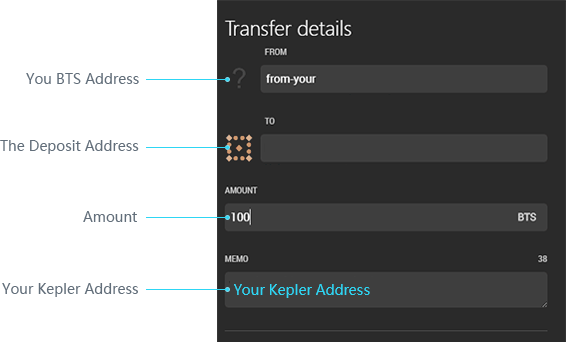 Transfer details
FROM
You BTS Address
?
from-your
TO
The Deposit Address
AMOUNT
Amount
100
BTS
MEMO
38
Your Kepler Address
Your Kepler Address